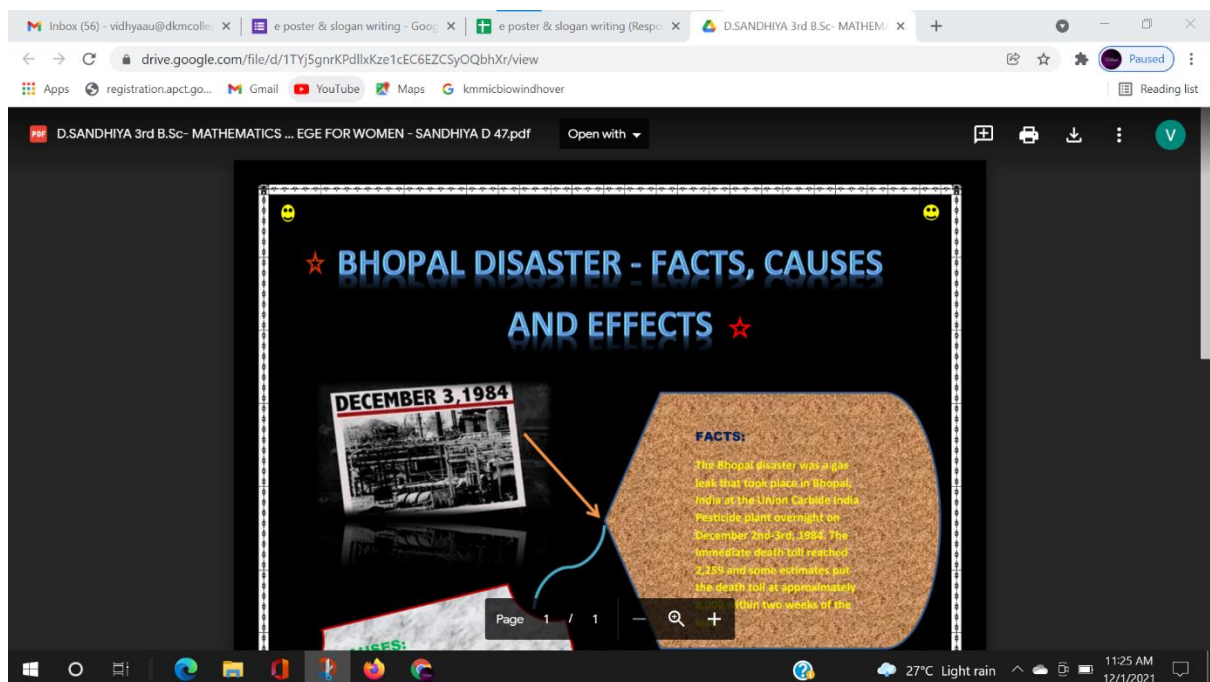 Inbox (56) - vidhyaau@dkmcolle
e poster & slogan writing - Goog
e poster & slogan writing (Respo
D.SANDHIYA 3rd B.Sc- MATHEMA
drive.google.com/file/d/1TYj5gnrKPdllxKze1cEC6EZCSyOQbhXr/view
Paused
Apps
registration.apct.go...
Gmail
YouTube
Maps
kmmicbiowindhover
Reading list
PDF
D.SANDHIYA 3rd B.Sc- MATHEMATICS ... EGE FOR WOMEN - SANDHIYA D 47.pdf
Open with
V
BHOPAL DISASTER - FACTS, CAUSES
AND EFFECTS
DECEMBER 3,1984
FACTS:
The Bhopal disaster was a gas
leak that took place in Bhopal,
India at the Union Carbide India
Pesticide plant overnight on
December 2nd-3rd, 1984. The
immediate death toll reached
2,259 and some estimates put
the death toll at approximately
8,000 within two weeks of the
Page 1 / 1
27°C Light rain
11:25 AM
12/1/2021